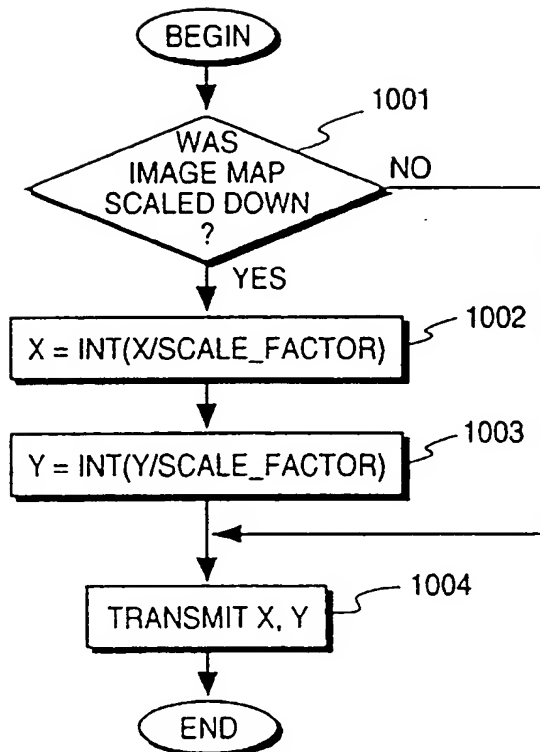 BEGIN
1001
WAS
IMAGE MAP
SCALED DOWN
?
NO
YES
1002
X = INT(X/SCALE_FACTOR)
1003
Y = INT(Y/SCALE_FACTOR)
1004
TRANSMIT X, Y
END